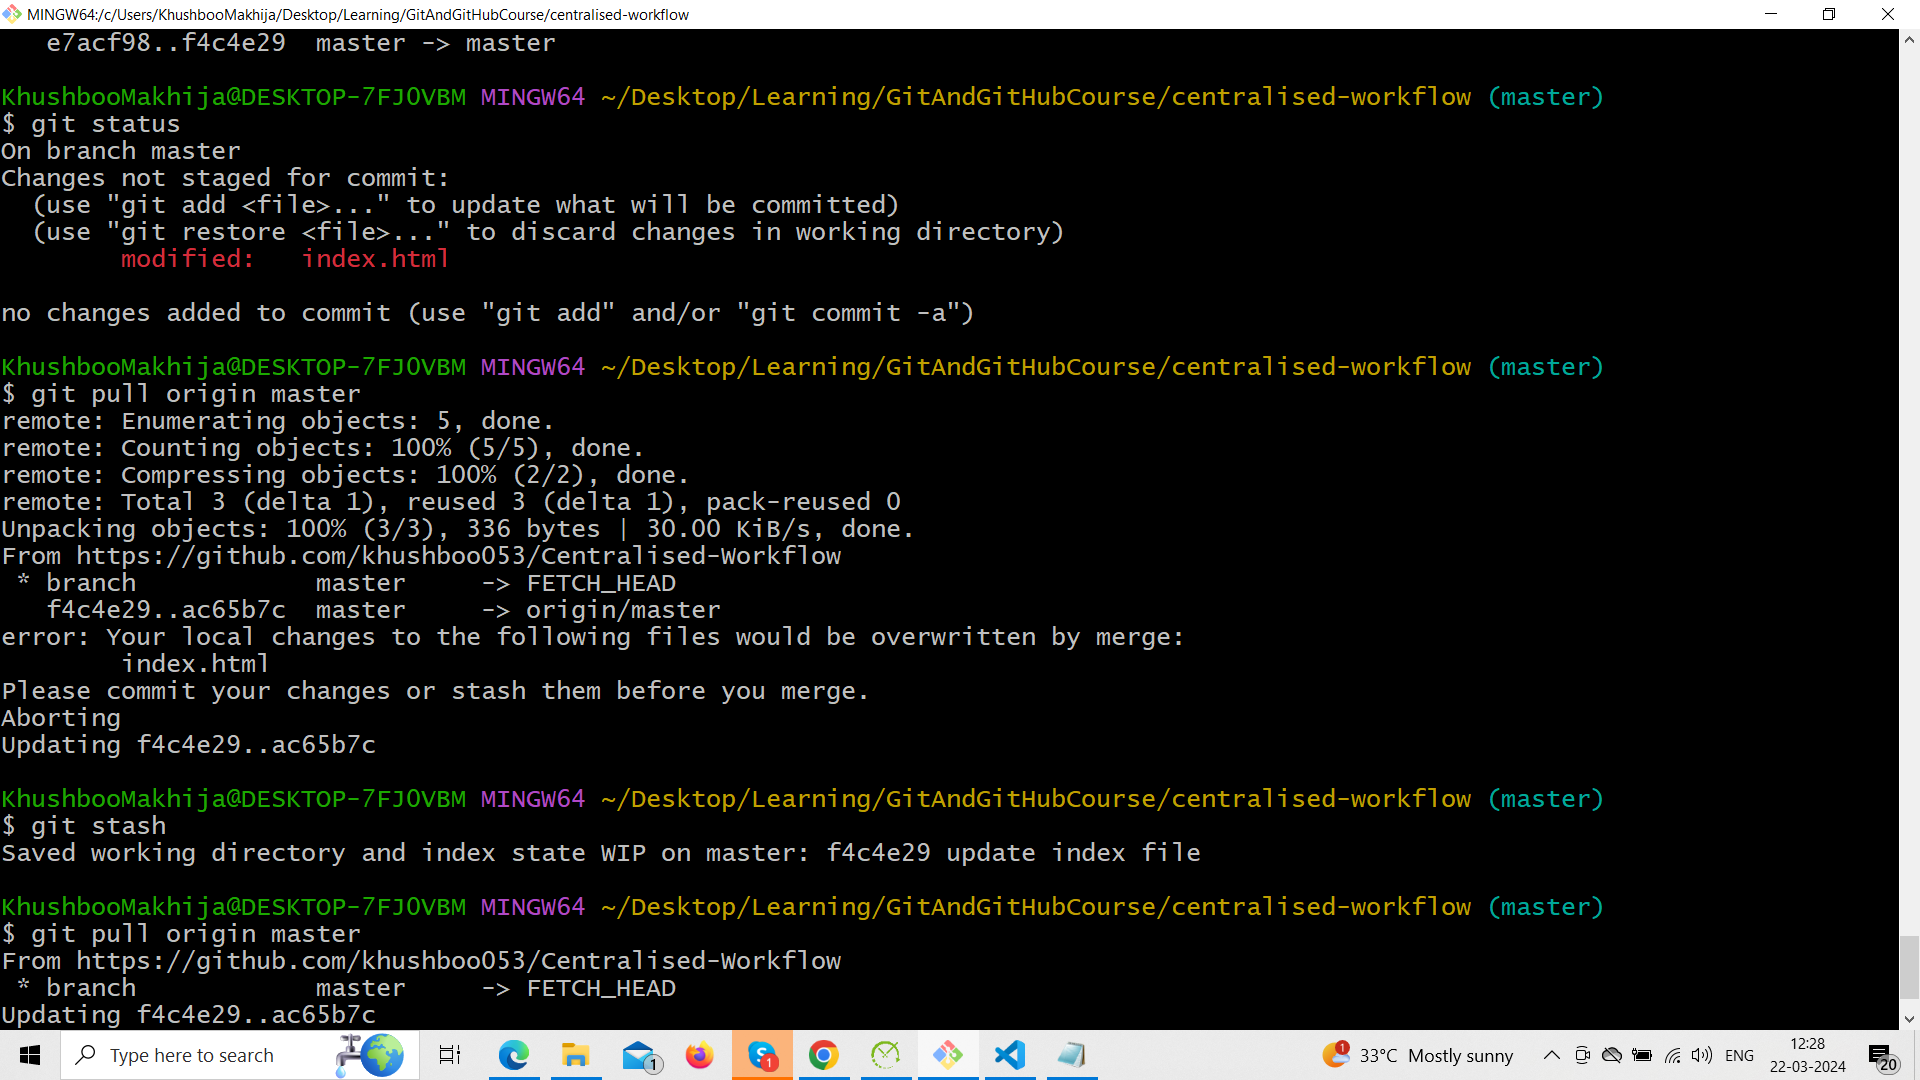 MINGW64:/c/Users/KhushbooMakhija/Desktop/Learning/GitAndGitHubCourse/centralised-workflow
   e7acf98..f4c4e29  master -> master
KhushbooMakhija@DESKTOP-7FJ0VBM MINGW64 ~/Desktop/Learning/GitAndGitHubCourse/centralised-workflow (master)
$ git status
On branch master
Changes not staged for commit:
  (use "git add <file>..." to update what will be committed)
  (use "git restore <file>..." to discard changes in working directory)
        modified:   index.html
no changes added to commit (use "git add" and/or "git commit -a")
KhushbooMakhija@DESKTOP-7FJ0VBM MINGW64 ~/Desktop/Learning/GitAndGitHubCourse/centralised-workflow (master)
$ git pull origin master
remote: Enumerating objects: 5, done.
remote: Counting objects: 100% (5/5), done.
remote: Compressing objects: 100% (2/2), done.
remote: Total 3 (delta 1), reused 3 (delta 1), pack-reused 0
Unpacking objects: 100% (3/3), 336 bytes | 30.00 KiB/s, done.
From https://github.com/khushboo053/Centralised-Workflow
 * branch            master     -> FETCH_HEAD
   f4c4e29..ac65b7c  master     -> origin/master
error: Your local changes to the following files would be overwritten by merge:
        index.html
Please commit your changes or stash them before you merge.
Aborting
Updating f4c4e29..ac65b7c
KhushbooMakhija@DESKTOP-7FJ0VBM MINGW64 ~/Desktop/Learning/GitAndGitHubCourse/centralised-workflow (master)
$ git stash
Saved working directory and index state WIP on master: f4c4e29 update index file
KhushbooMakhija@DESKTOP-7FJ0VBM MINGW64 ~/Desktop/Learning/GitAndGitHubCourse/centralised-workflow (master)
$ git pull origin master
From https://github.com/khushboo053/Centralised-Workflow
 * branch            master     -> FETCH_HEAD
Updating f4c4e29..ac65b7c
Type here to search
1
1
1
33°C Mostly sunny
ENG
12:28
22-03-2024
20